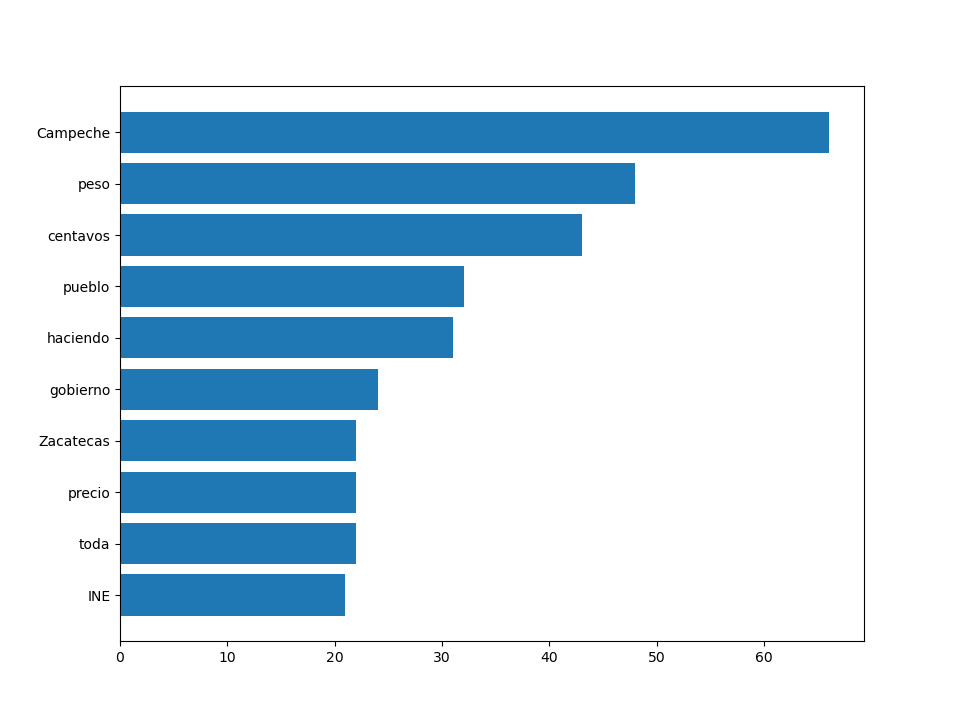 Campeche
peso
centavos
pueblo
haciendo
gobierno
Zacatecas
precio
toda
INE
0 10 20 30 40 50 60